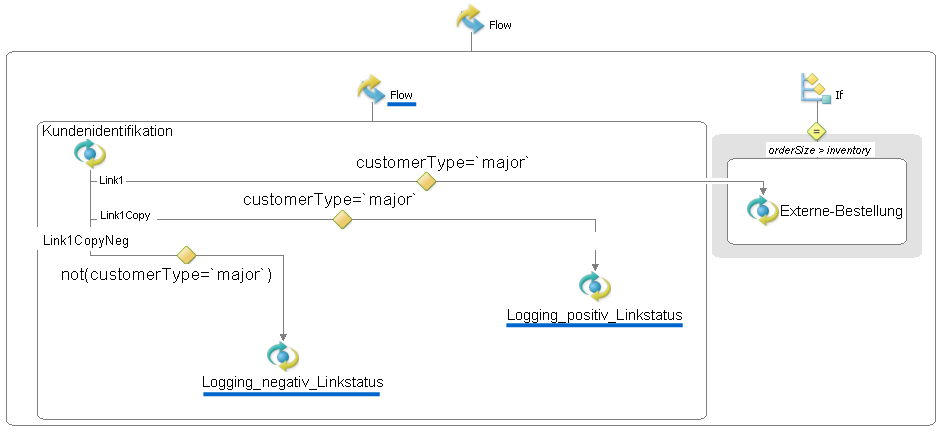 Flow
Flow
If
Kundenidentifikation
=
orderSize > inventory
customerType=`major`
Link1
customerType=`major`
Link1Copy
Externe-Bestellung
Link1CopyNeg
not(customerType=`major`)
Logging_positiv_Linkstatus
Logging_negativ_Linkstatus